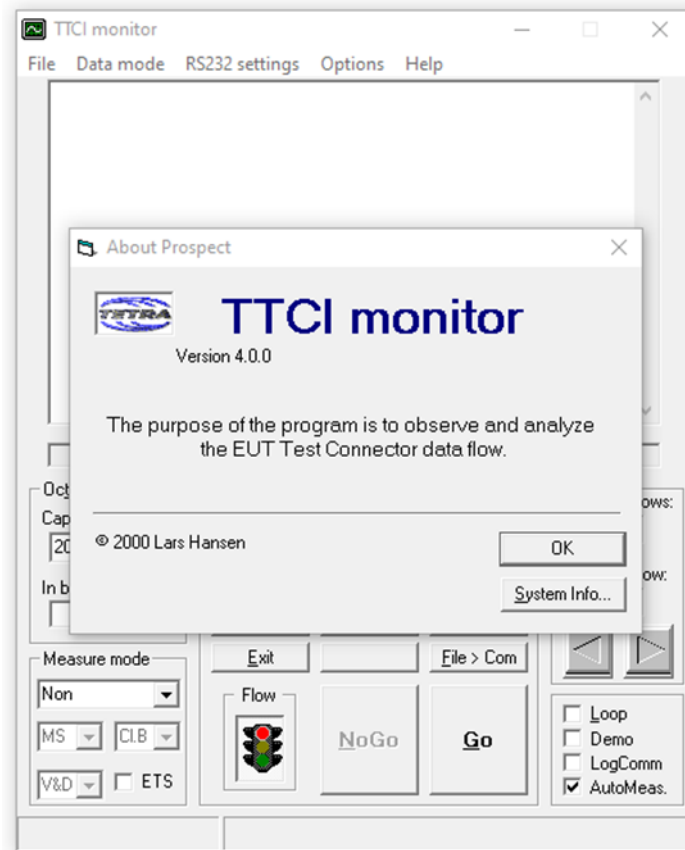 TTCI monitor
File Data mode RS232 settings Options Help
About Prospect
TETRA
TTCI monitor
Version 4.0.0
The purpose of the program is to observe and analyze
the EUT Test Connector data flow.
© 2000 Lars Hansen
OK
System Info...
Exit
File > Com
Measure mode
Non
MS
Cl.B
V&D
ETS
Flow
NoGo
Go
Loop
Demo
LogComm
AutoMeas.